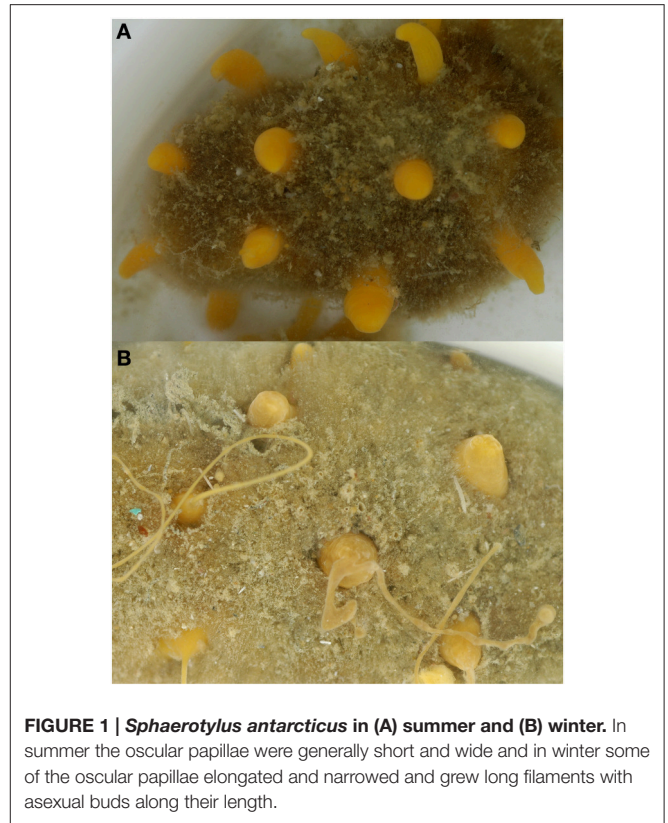 A
B
FIGURE 1 | Sphaerotylus antarcticus in (A) summer and (B) winter. In
summer the oscular papillae were generally short and wide and in winter some
of the oscular papillae elongated and narrowed and grew long filaments with
asexual buds along their length.